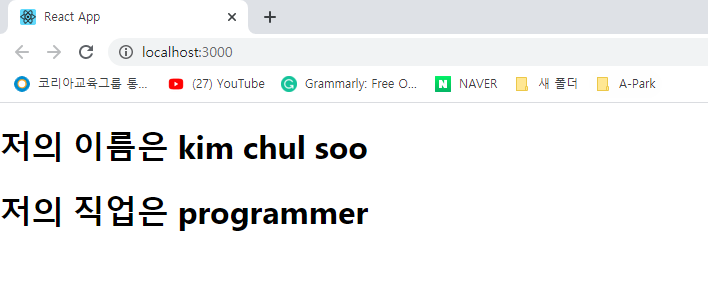 React App
localhost:3000
코리아교육그룹 통... (27) YouTube Grammarly: Free O... NAVER 새 폴더 A-Park
저의 이름은 kim chul soo
저의 직업은 programmer